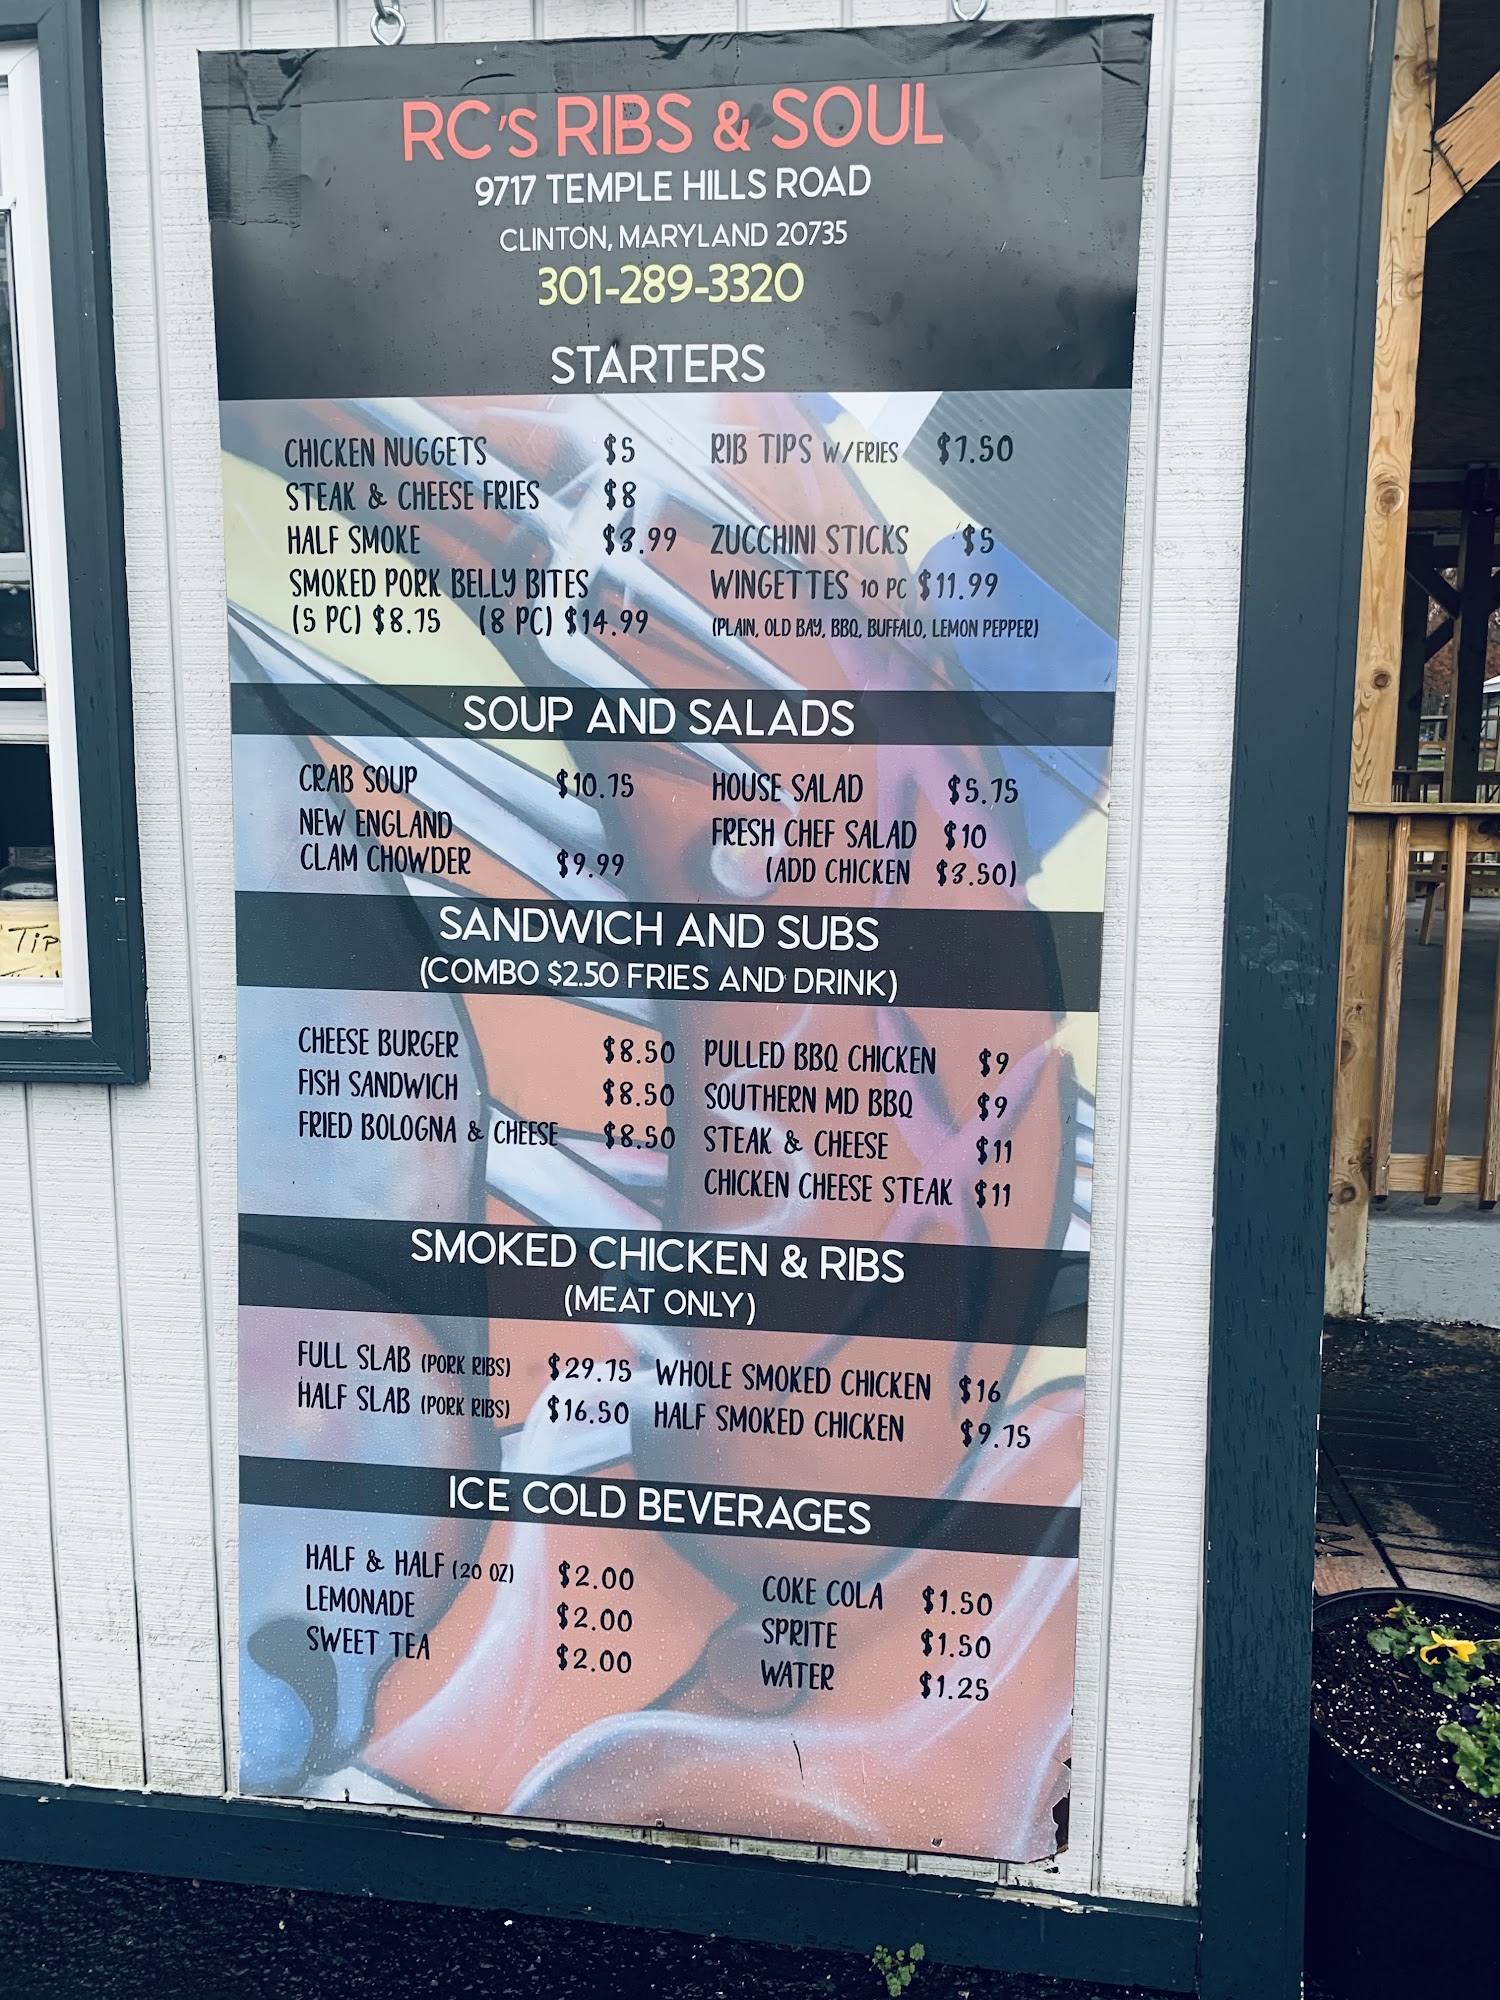 RC's RIBS & SOUL
9717 TEMPLE HILLS ROAD
CLINTON, MARYLAND 20735
301-289-3320
STARTERS
CHICKEN NUGGETS $5
STEAK & CHEESE FRIES $8
HALF SMOKE $3.99
SMOKED PORK BELLY BITES
(5 PC) $8.75 (8 PC) $14.99
RIB TIPS W/FRIES $7.50
ZUCCHINI STICKS $5
WINGETTES 10 PC $11.99
(PLAIN, OLD BAY, BBQ, BUFFALO, LEMON PEPPER)
SOUP AND SALADS
CRAB SOUP $10.75
NEW ENGLAND
CLAM CHOWDER $9.99
HOUSE SALAD $5.75
FRESH CHEF SALAD $10
(ADD CHICKEN $3.50)
SANDWICH AND SUBS
(COMBO $2.50 FRIES AND DRINK)
CHEESE BURGER $8.50
FISH SANDWICH $8.50
FRIED BOLOGNA & CHEESE $8.50
PULLED BBQ CHICKEN $9
SOUTHERN MD BBQ $9
STEAK & CHEESE $11
CHICKEN CHEESE STEAK $11
SMOKED CHICKEN & RIBS
(MEAT ONLY)
FULL SLAB (PORK RIBS) $29.75
HALF SLAB (PORK RIBS) $16.50
WHOLE SMOKED CHICKEN $16
HALF SMOKED CHICKEN $9.75
ICE COLD BEVERAGES
HALF & HALF (20 OZ) $2.00
LEMONADE $2.00
SWEET TEA $2.00
COKE COLA $1.50
SPRITE $1.50
WATER $1.25
Tip